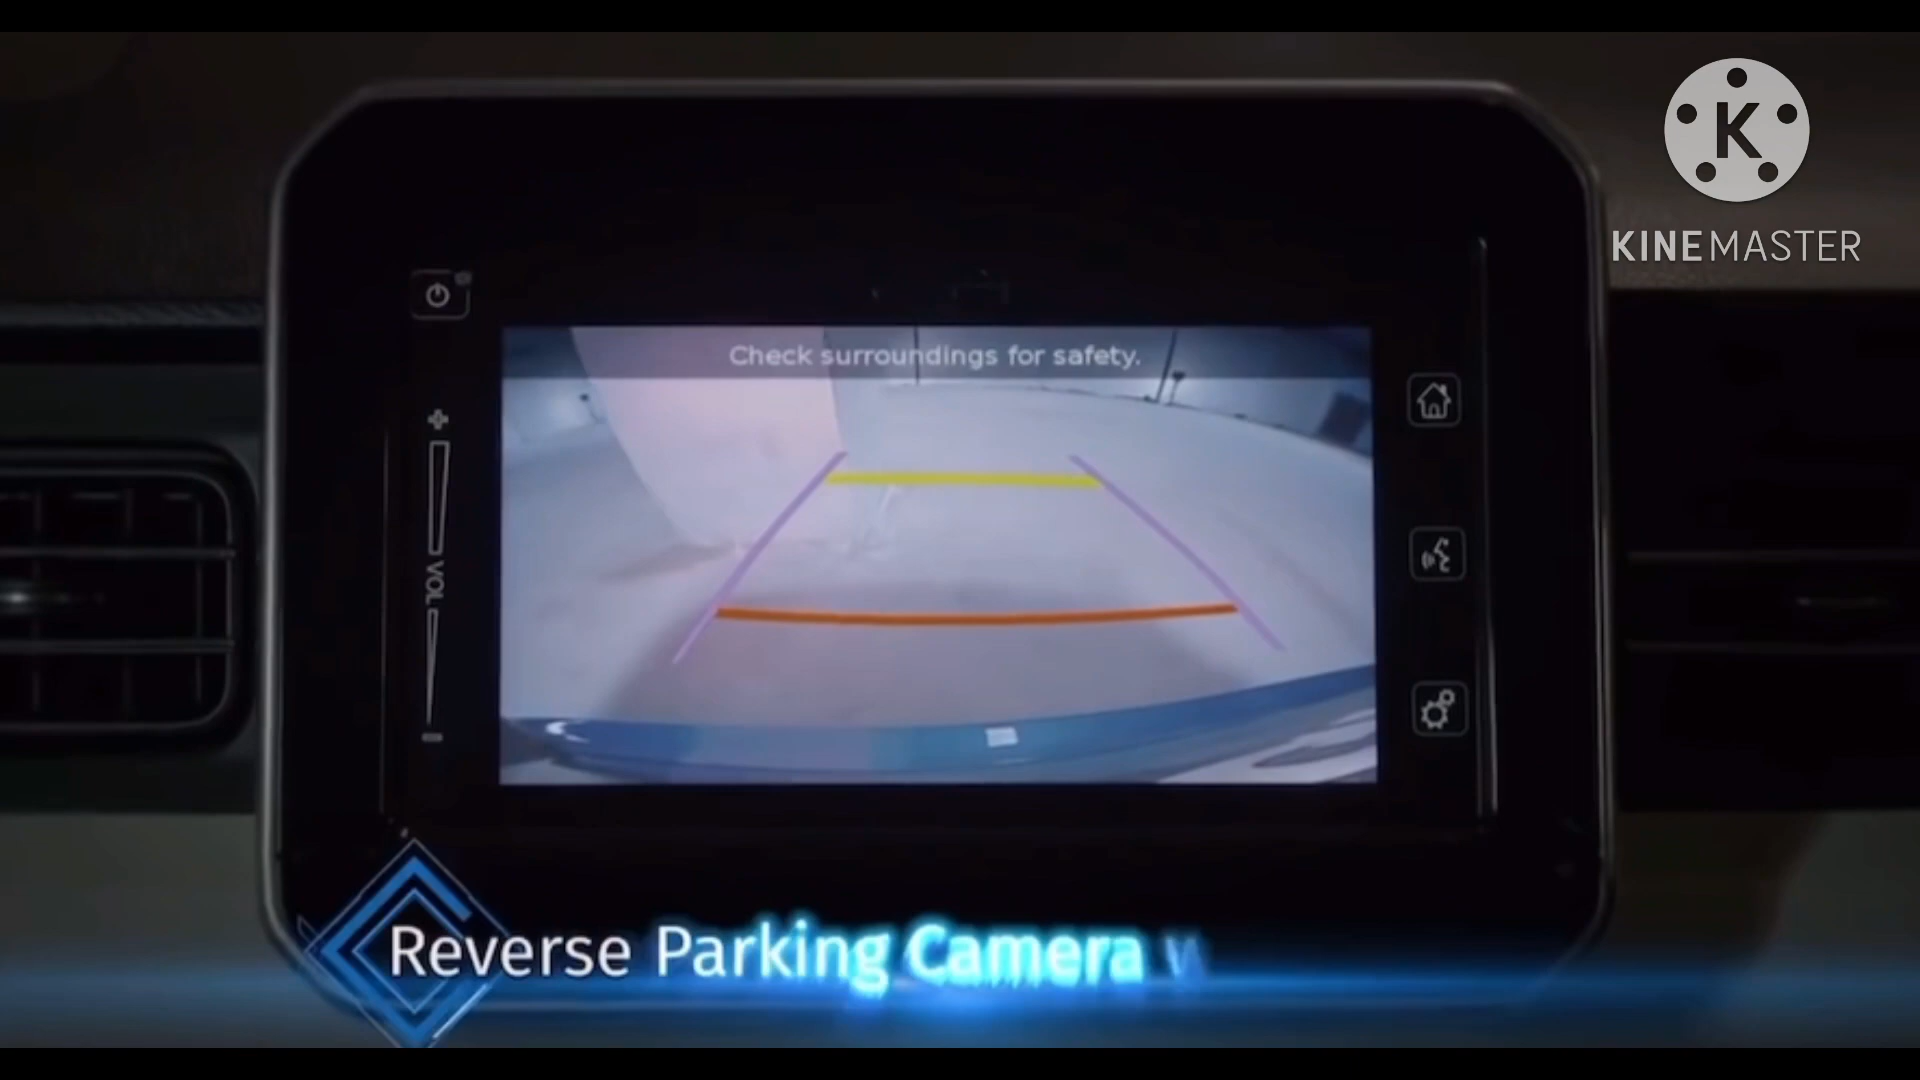 K
KINEMASTER
Check surroundings for safety.
VOL
Reverse Parking Camera